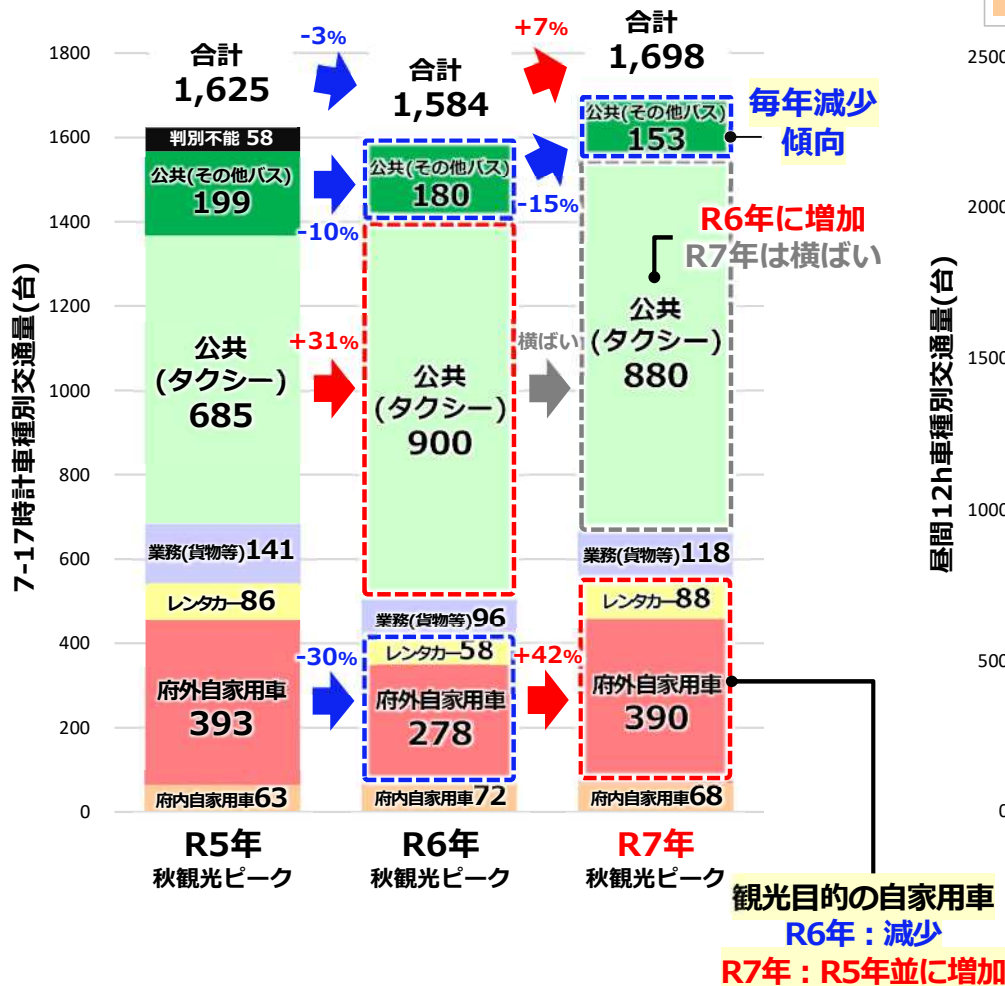 合計
1,625
-3%
合計
1,584
+7%
合計
1,698
7-17時計車種別交通量(台)
1800
1600
1400
1200
1000
800
600
400
200
0
判別不能 58
公共(その他バス)
199
公共
(タクシー)
685
業務(貨物等)141
レンタカー86
府外自家用車
393
府内自家用車63
-10%
+31%
-30%
公共(その他バス)
180
公共
(タクシー)
900
業務(貨物等)96
レンタカー58
府外自家用車
278
府内自家用車72
-15%
横ばい
+42%
公共(その他バス)
153
公共
(タクシー)
880
業務(貨物等)118
レンタカー88
府外自家用車
390
府内自家用車68
毎年減少
傾向
R6年に増加
R7年は横ばい
R5年
秋観光ピーク
R6年
秋観光ピーク
R7年
秋観光ピーク
観光目的の自家用車
R6年：減少
R7年：R5年並に増加
昼間12h車種別交通量(台)
2500
2000
1500
1000
500
0